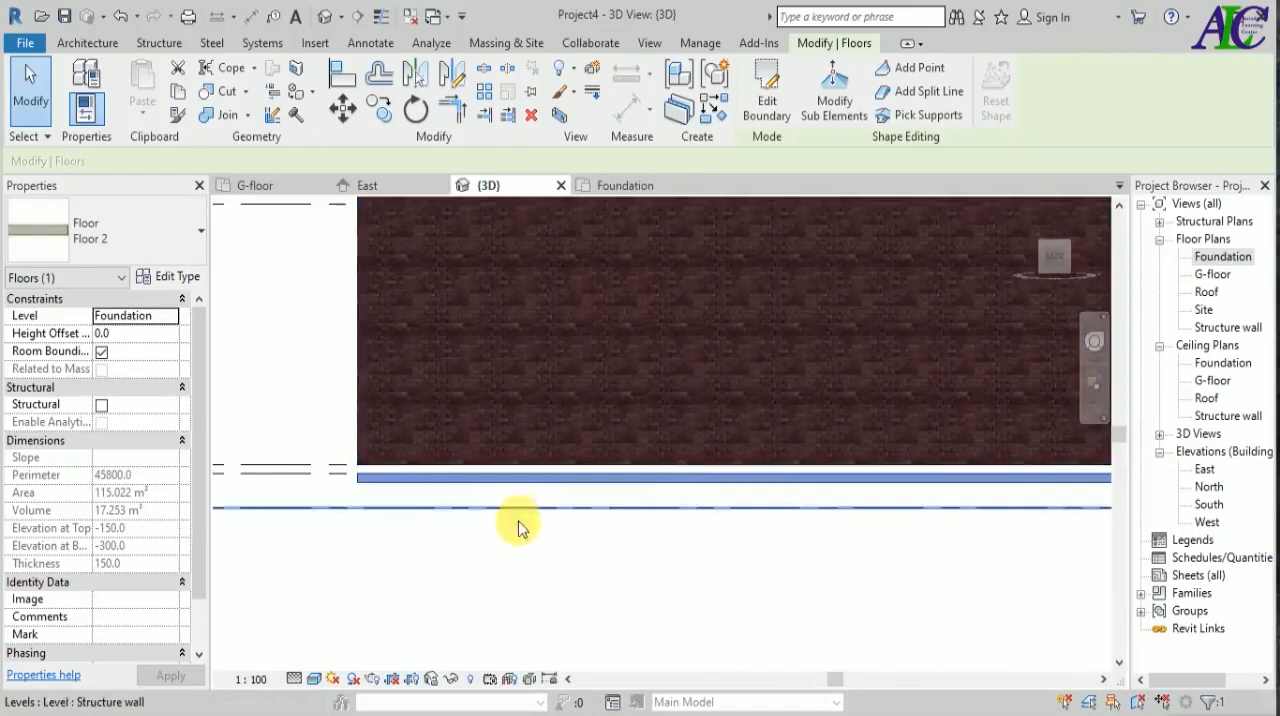 Project4 - 3D View: {3D}
Type a keyword or phrase
Sign In
ALC
File
Architecture
Structure
Steel
Systems
Insert
Annotate
Analyze
Massing & Site
Collaborate
View
Manage
Add-Ins
Modify | Floors
Modify
Paste
Cope
Cut
Join
Edit
Boundary
Modify
Sub Elements
Add Point
Add Split Line
Pick Supports
Reset
Shape
Select
Properties
Clipboard
Geometry
Modify
View
Measure
Create
Mode
Shape Editing
Modify | Floors
Properties
G-floor
East
{3D}
Foundation
Project Browser - Proj...
Floor
Floor 2
Floors (1)
Edit Type
Constraints
Level Foundation
Height Offset ... 0.0
Room Boundi...
Related to Mass
Structural
Structural
Enable Analyti...
Dimensions
Slope
Perimeter 45800.0
Area 115.022 m²
Volume 17.253 m³
Elevation at Top -150.0
Elevation at B... -300.0
Thickness 150.0
Identity Data
Image
Comments
Mark
Phasing
Properties help
Apply
BACK
Views (all)
Structural Plans
Floor Plans
Foundation
G-floor
Roof
Site
Structure wall
Ceiling Plans
Foundation
G-floor
Roof
Structure wall
3D Views
Elevations (Building
East
North
South
West
Legends
Schedules/Quantitie
Sheets (all)
Families
Groups
Revit Links
1 : 100
Levels : Level : Structure wall
:0
Main Model
:1